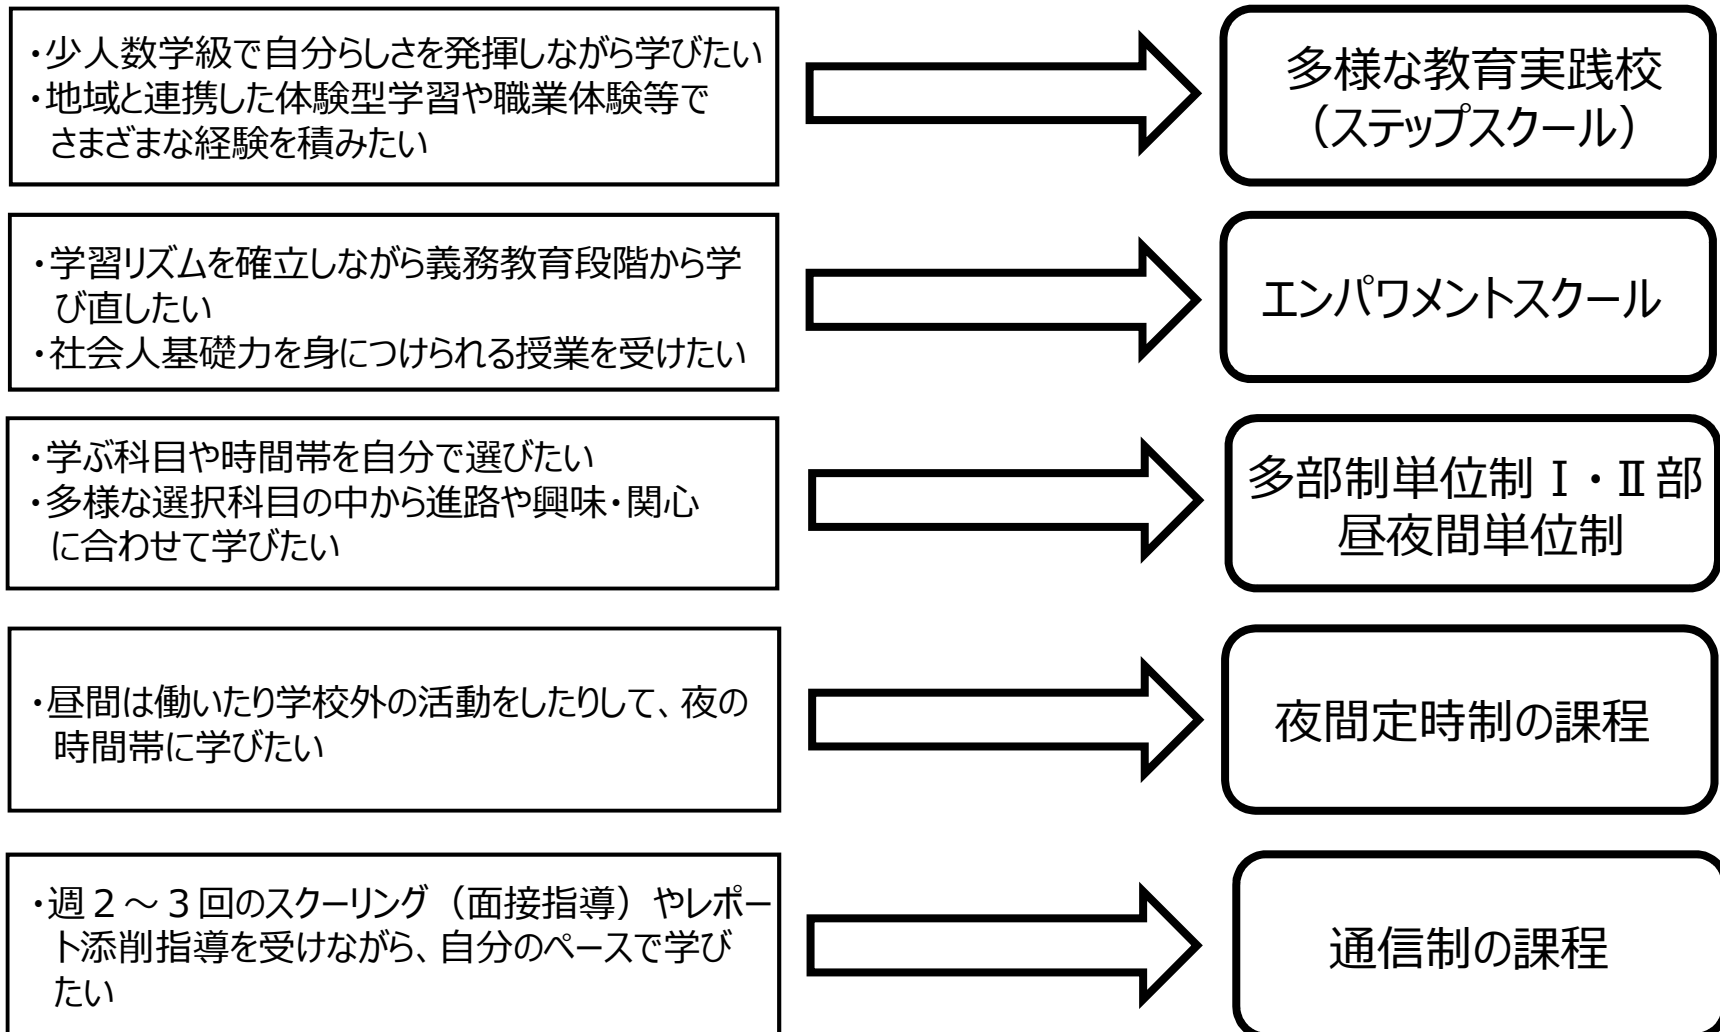 ・少人数学級で自分らしさを発揮しながら学びたい
・地域と連携した体験型学習や職業体験等で
さまざまな経験を積みたい
多様な教育実践校
（ステップスクール）
・学習リズムを確立しながら義務教育段階から学
び直したい
・社会人基礎力を身につけられる授業を受けたい
エンパワメントスクール
・学ぶ科目や時間帯を自分で選びたい
・多様な選択科目の中から進路や興味・関心
に合わせて学びたい
多部制単位制Ⅰ・Ⅱ部
昼夜間単位制
・昼間は働いたり学校外の活動をしたりして、夜の
時間帯に学びたい
夜間定時制の課程
・週２～３回のスクーリング（面接指導）やレポー
ト添削指導を受けながら、自分のペースで学び
たい
通信制の課程